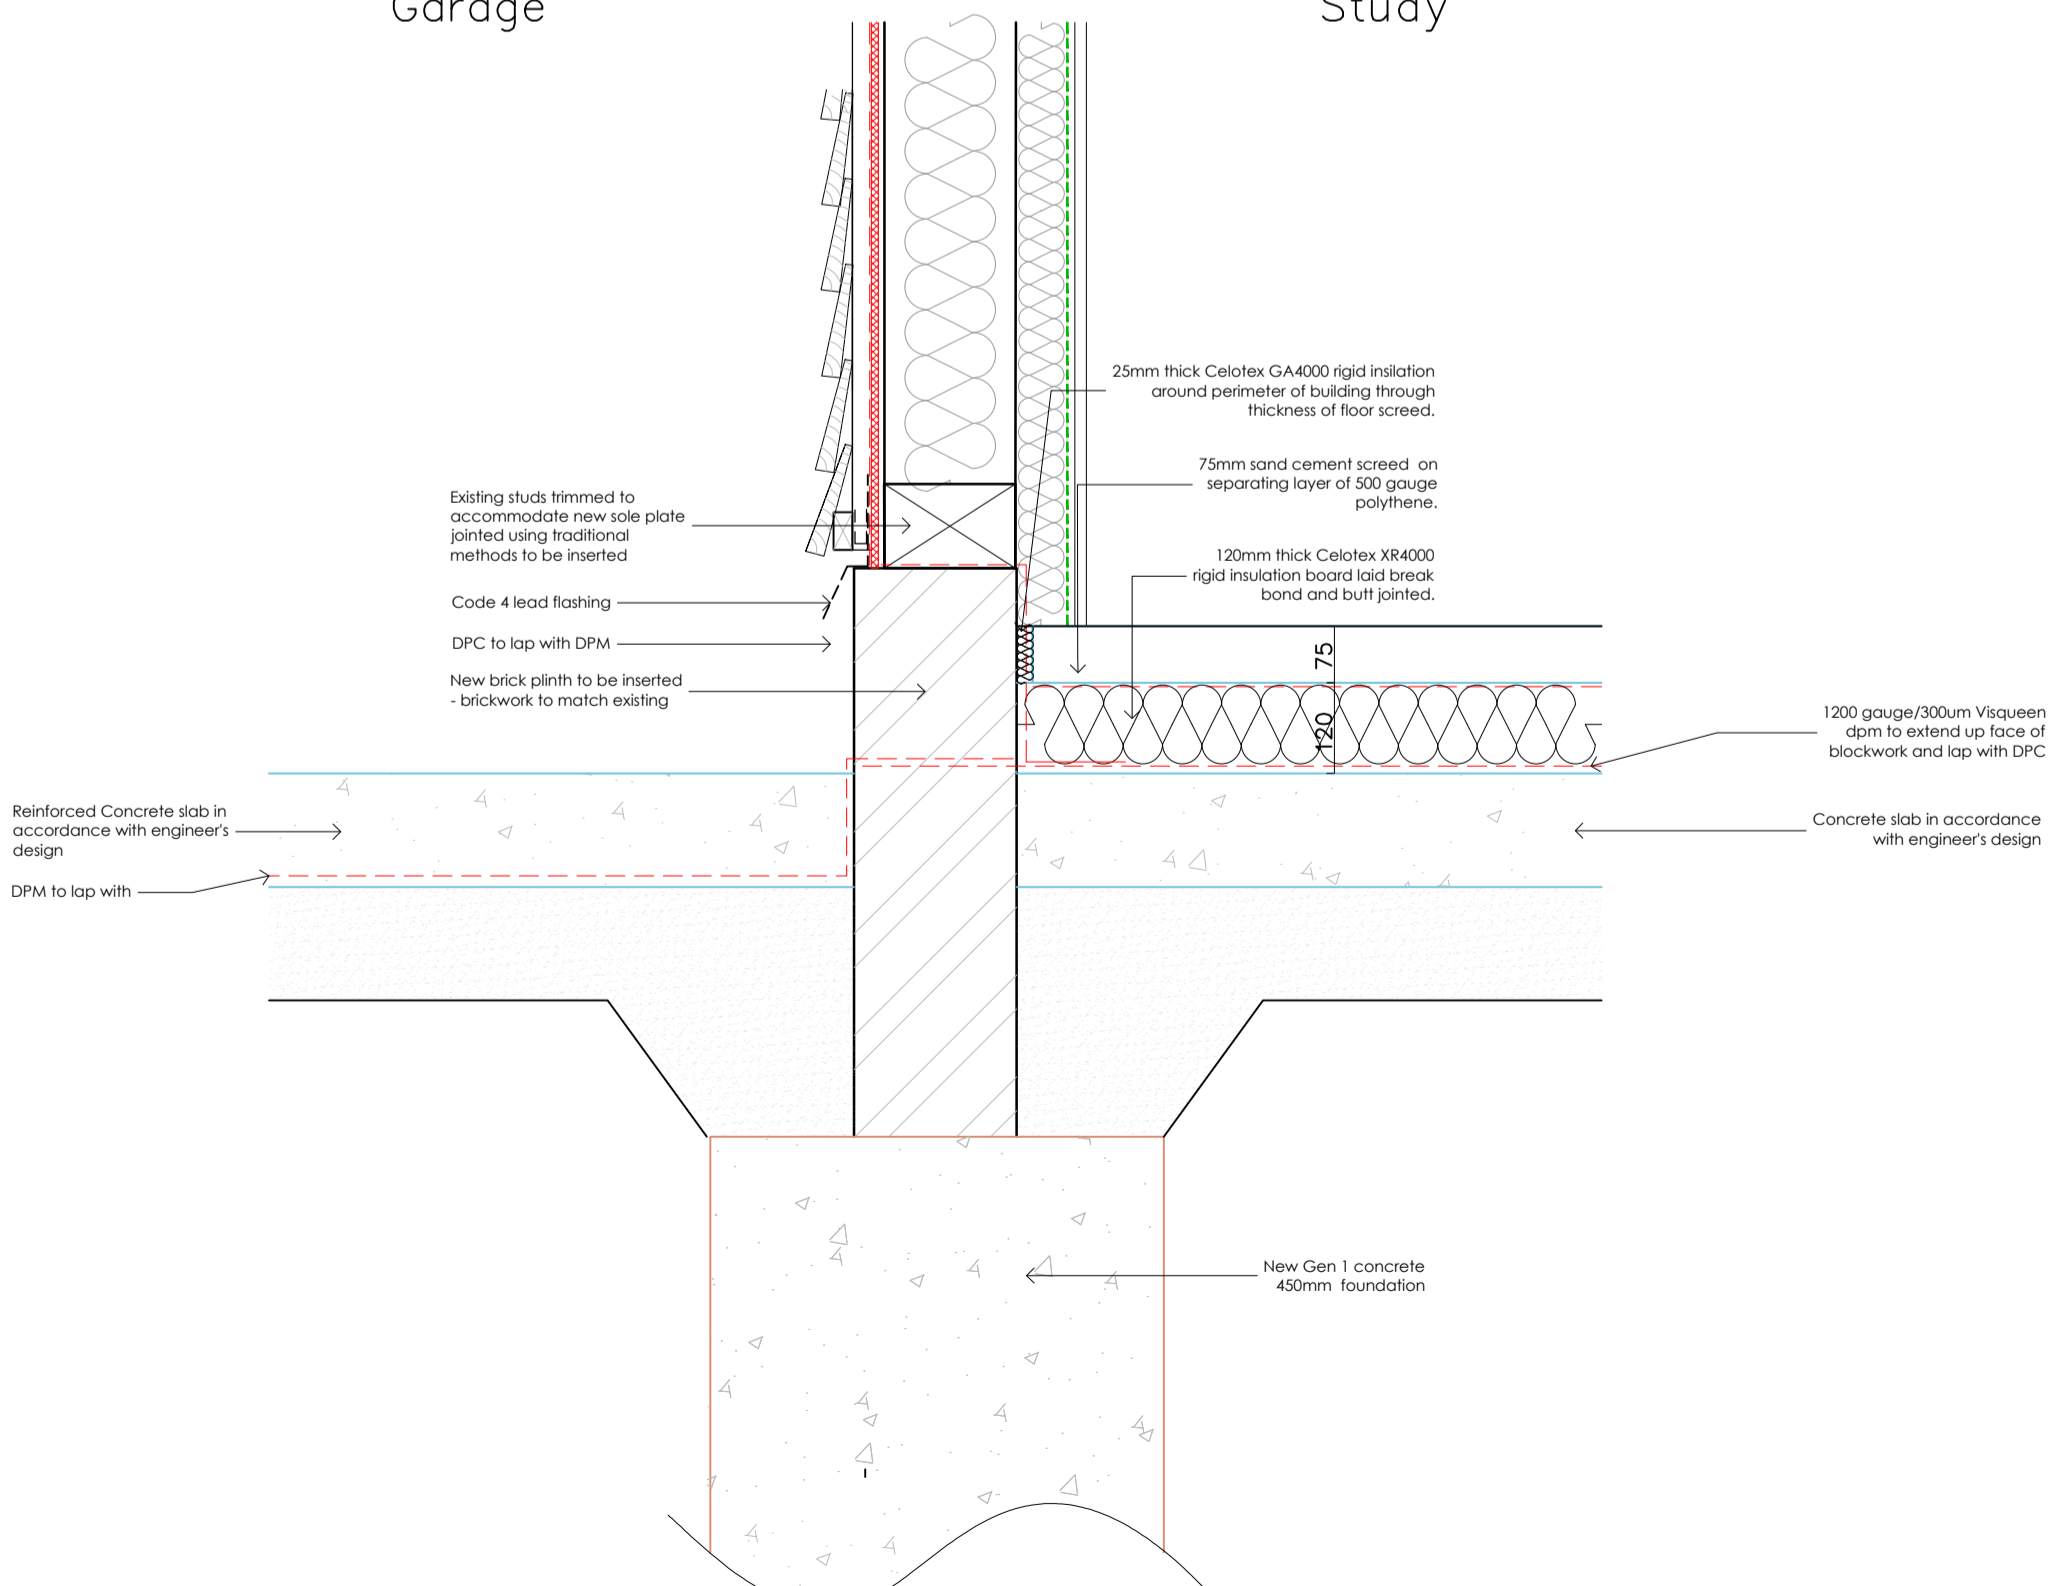 Garage
Study
25mm thick Celotex GA4000 rigid insilation
around perimeter of building through
thickness of floor screed.
75mm sand cement screed on
separating layer of 500 gauge
polythene.
Existing studs trimmed to
accommodate new sole plate
jointed using traditional
methods to be inserted
120mm thick Celotex XR4000
rigid insulation board laid break
bond and butt jointed.
Code 4 lead flashing
DPC to lap with DPM
New brick plinth to be inserted
- brickwork to match existing
75
120
1200 gauge/300um Visqueen
dpm to extend up face of
blockwork and lap with DPC
Reinforced Concrete slab in
accordance with engineer's
design
Concrete slab in accordance
with engineer's design
DPM to lap with
New Gen 1 concrete
450mm foundation